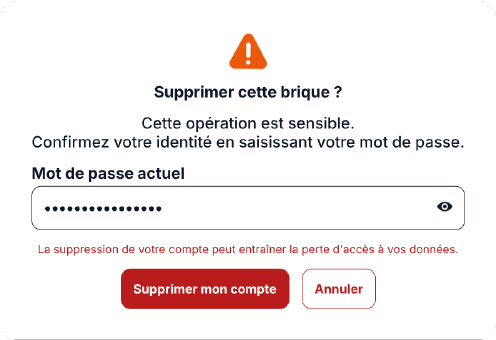 Supprimer cette brique ?
Cette opération est sensible.
Confirmez votre identité en saisissant votre mot de passe.
Mot de passe actuel
••••••••••••••••
La suppression de votre compte peut entraîner la perte d'accès à vos données.
Supprimer mon compte
Annuler